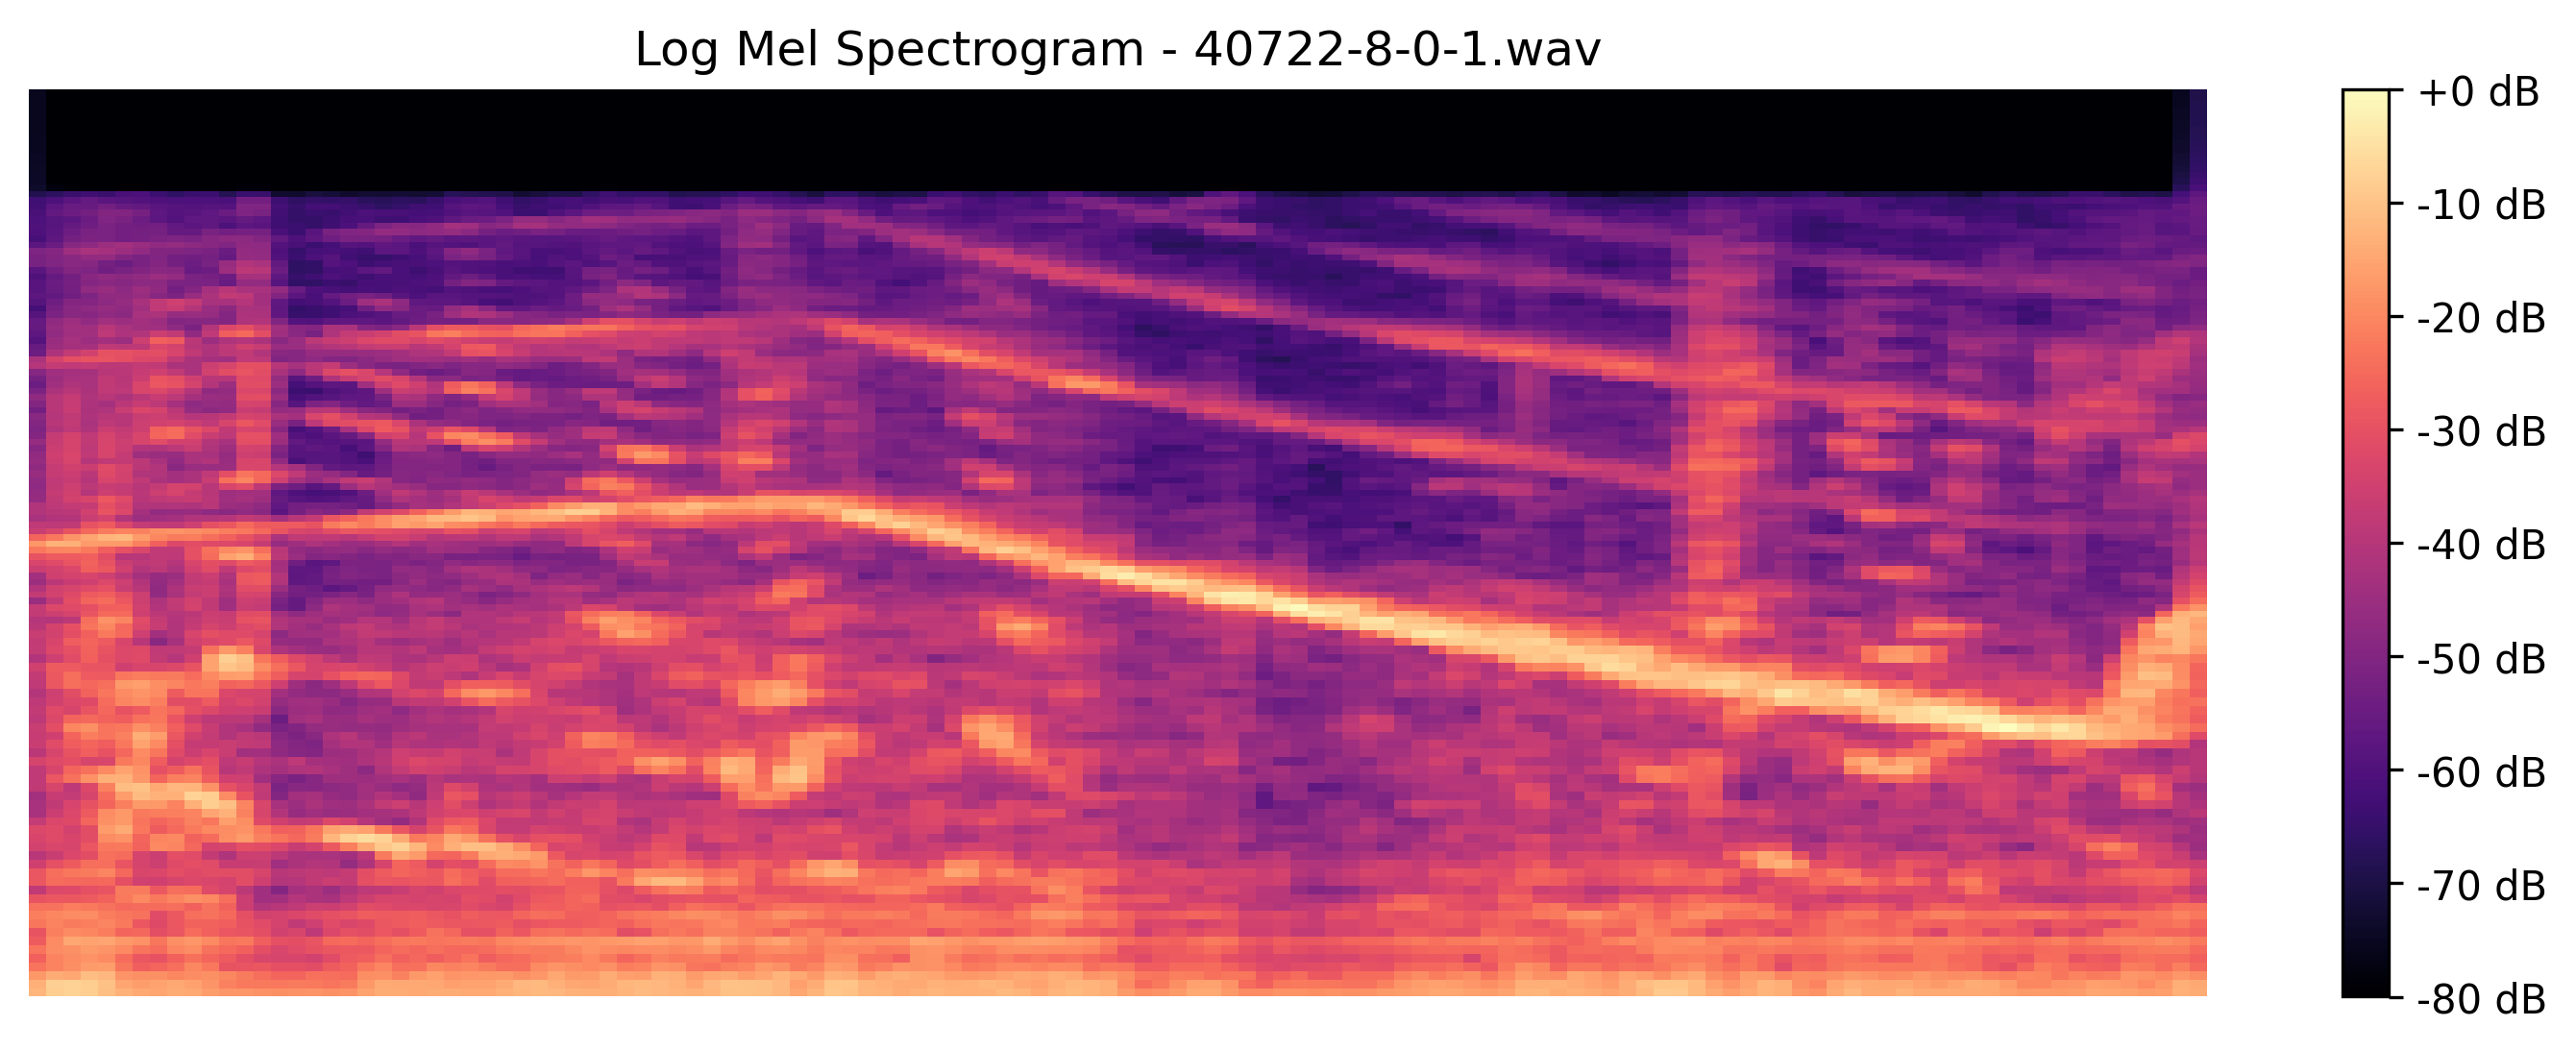 Log Mel Spectrogram - 40722-8-0-1.wav
+0 dB
-10 dB
-20 dB
-30 dB
-40 dB
-50 dB
-60 dB
-70 dB
-80 dB